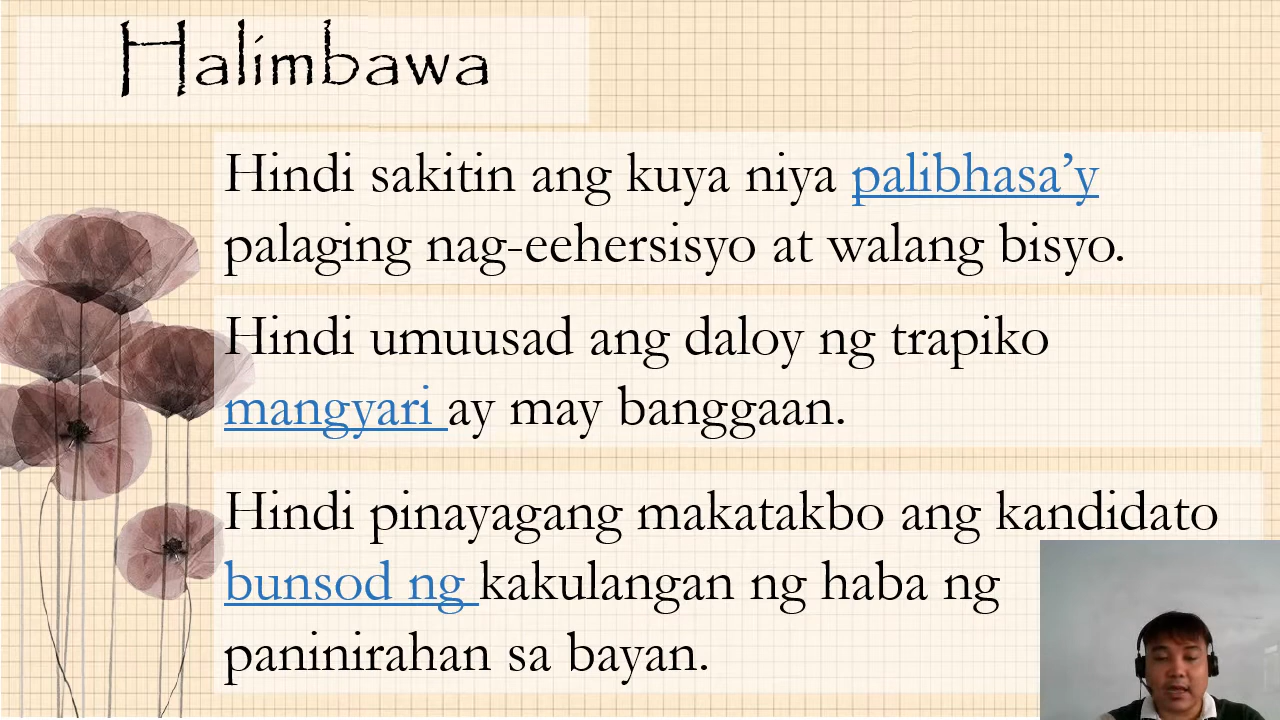 Halimbawa
Hindi sakitin ang kuya niya palibhasa’y
palaging nag-eehersisyo at walang bisyo.
Hindi umuusad ang daloy ng trapiko
mangyari ay may banggaan.
Hindi pinayagang makatakbo ang kandidato
bunsod ng kakulangan ng haba ng
paninirahan sa bayan.